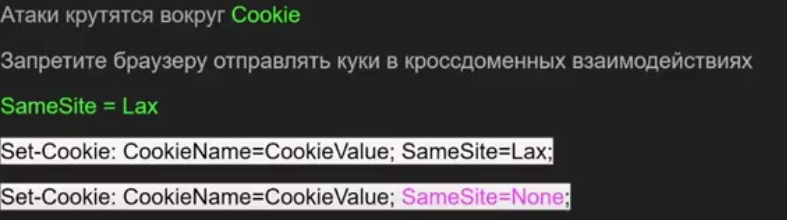 Атаки крутятся вокруг Cookie
Запретите браузеру отправлять куки в кроссдоменных взаимодействиях
SameSite = Lax
Set-Cookie: CookieName=CookieValue; SameSite=Lax;
Set-Cookie: CookieName=CookieValue; SameSite=None;